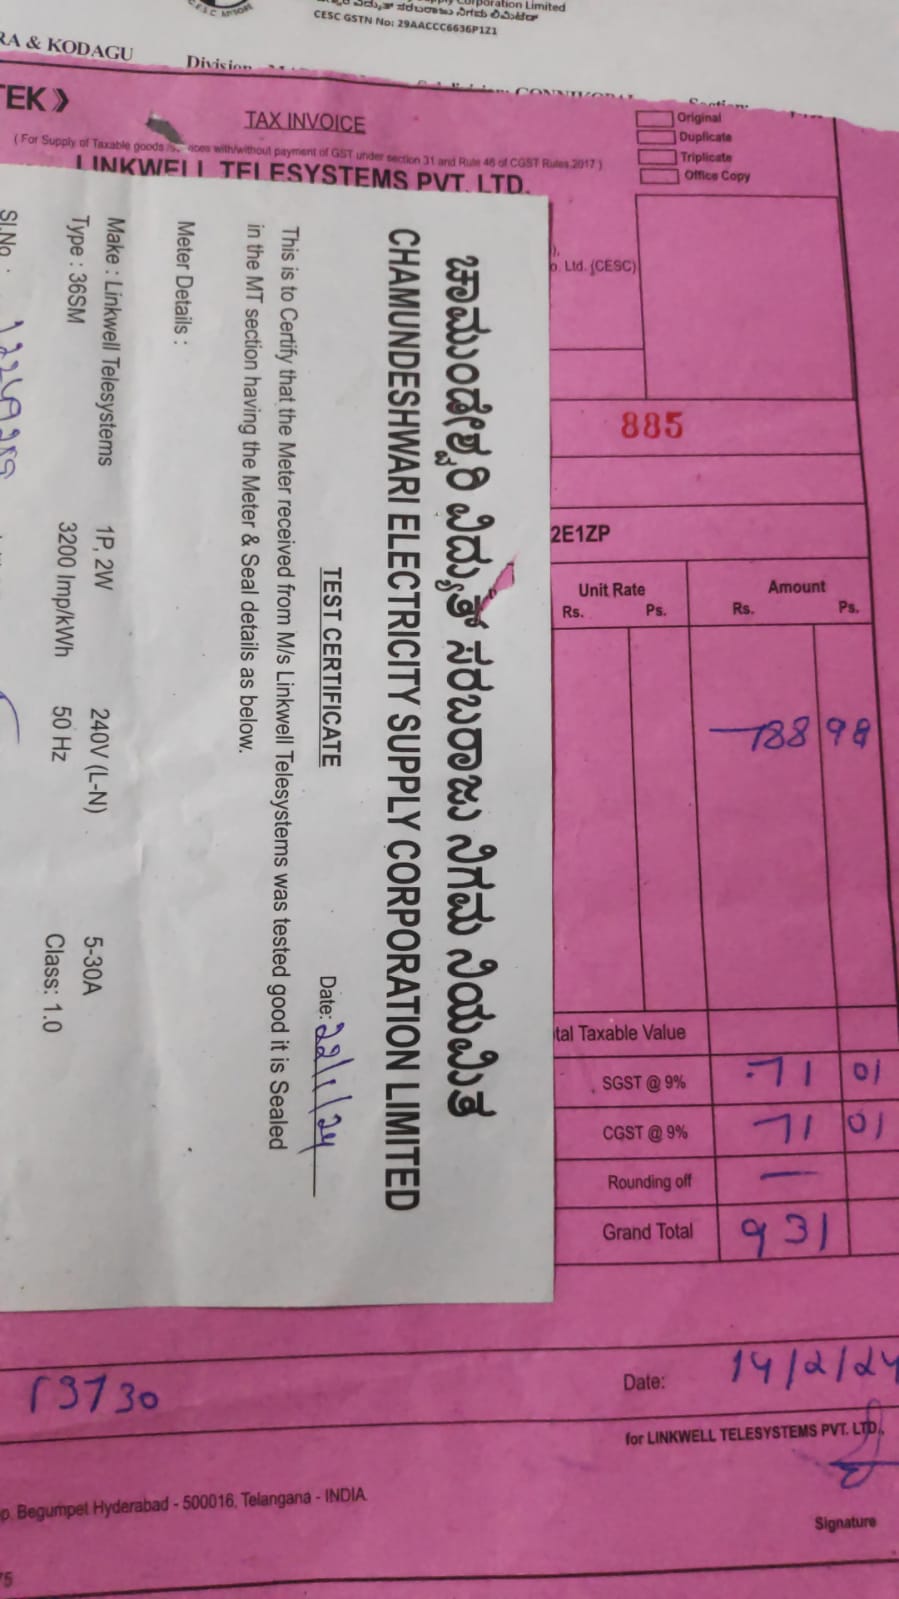 C.E.S.C. MYSORE
Corporation Limited
CESC GSTN No: 29AACCC6636P1Z1
RA & KODAGU
Division
TEK
TAX INVOICE
( For Supply of Taxable goods /services with/without payment of GST under section 31 and Rule 46 of CGST Rules.2017 )
LINKWELL TELESYSTEMS PVT. LTD.
Original
Duplicate
Triplicate
Office Copy
o. Ltd. (CESC)
885
2E1ZP
Unit Rate Amount
Rs. Ps. Rs. Ps.
788 98
tal Taxable Value
SGST @ 9% 71 01
CGST @ 9% 71 01
Rounding off —
Grand Total 931
ಚಾಮುಂಡೇಶ್ವರಿ ವಿದ್ಯುತ್ ಸರಬರಾಜು ನಿಗಮ ನಿಯಮಿತ
CHAMUNDESHWARI ELECTRICITY SUPPLY CORPORATION LIMITED
TEST CERTIFICATE
Date: 22/1/24
This is to Certify that the Meter received from M/s Linkwell Telesystems was tested good it is Sealed
in the MT section having the Meter & Seal details as below.
Meter Details :
Make : Linkwell Telesystems 1P, 2W 240V (L-N) 5-30A
Type : 36SM 3200 Imp/kWh 50 Hz Class: 1.0
Sl.No :
13730
Date: 14/2/24
for LINKWELL TELESYSTEMS PVT. LTD.,
p. Begumpet Hyderabad - 500016, Telangana - INDIA
Signature
75